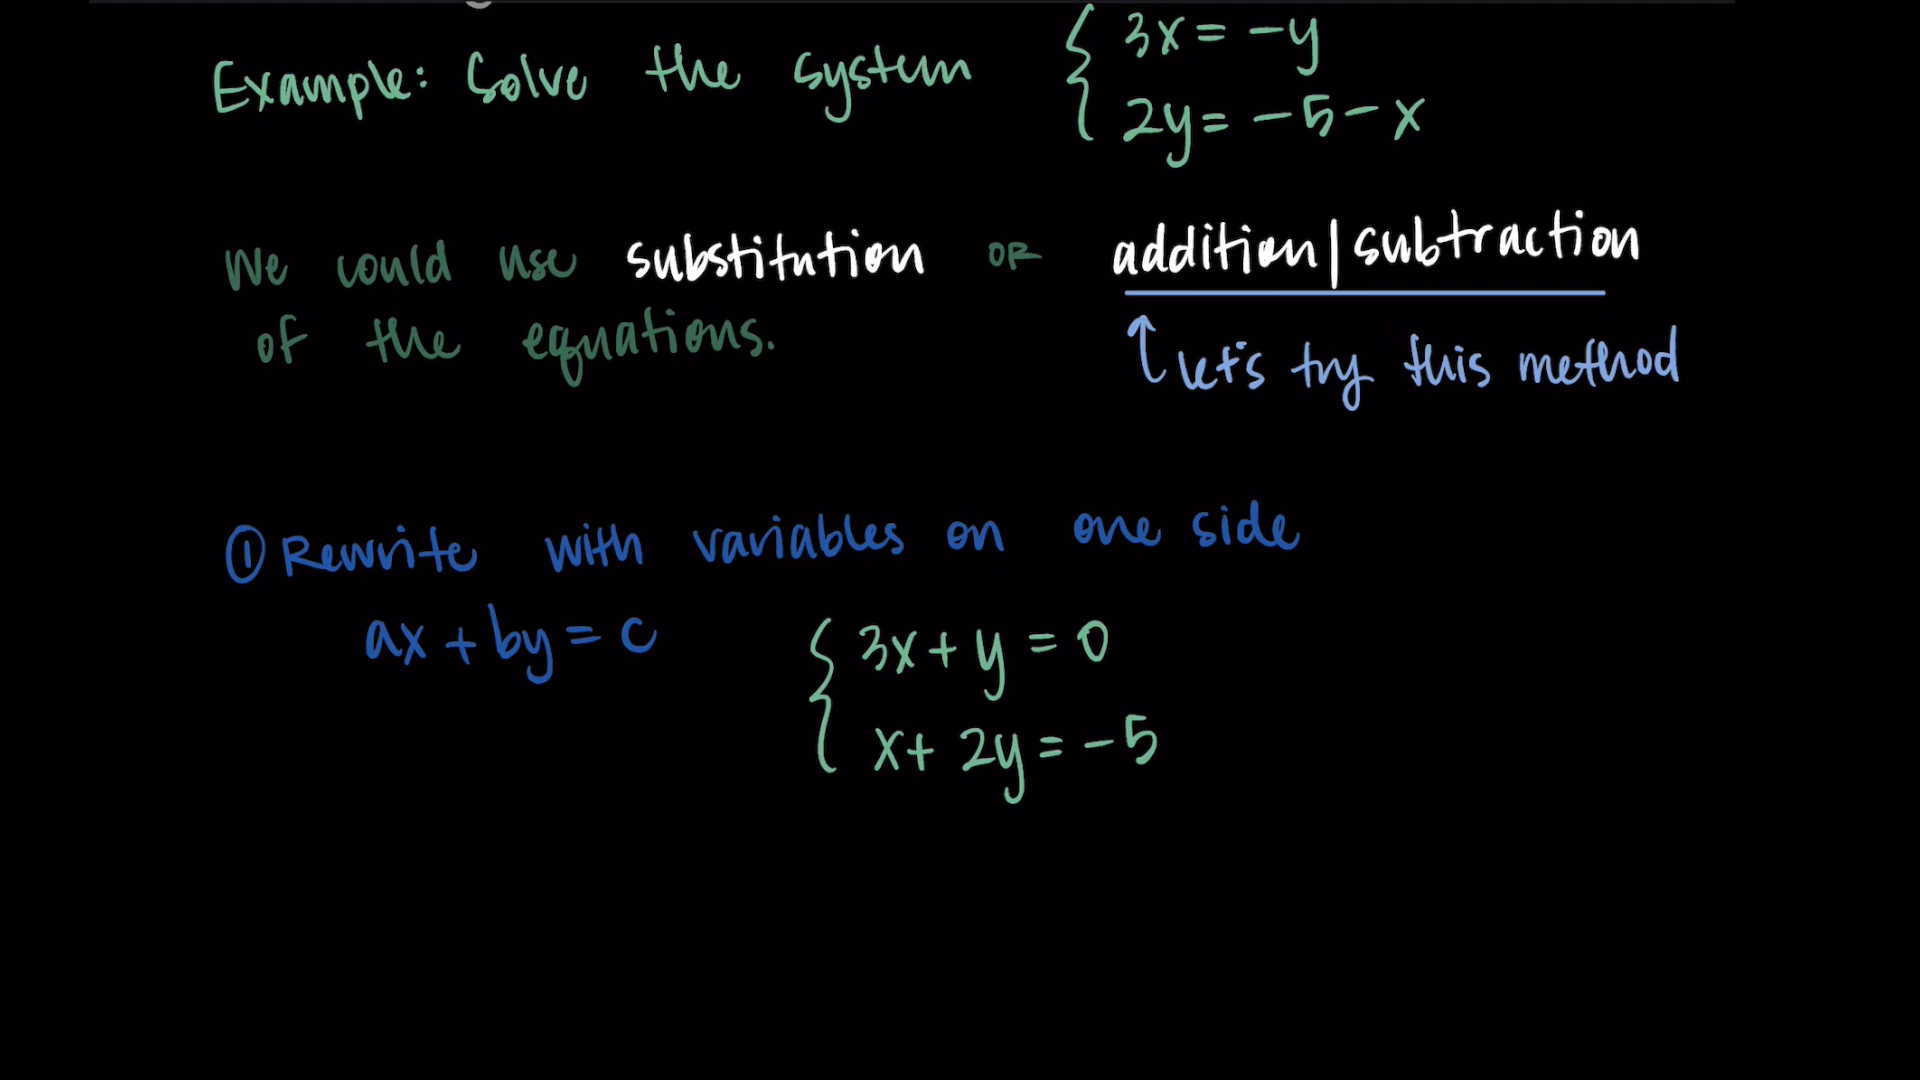 Example: Solve the system { 3x = -y
2y = -5 - x
We could use substitution OR addition | subtraction
of the equations.
↑ let's try this method
① Rewrite with variables on one side
ax + by = c { 3x + y = 0
x + 2y = -5